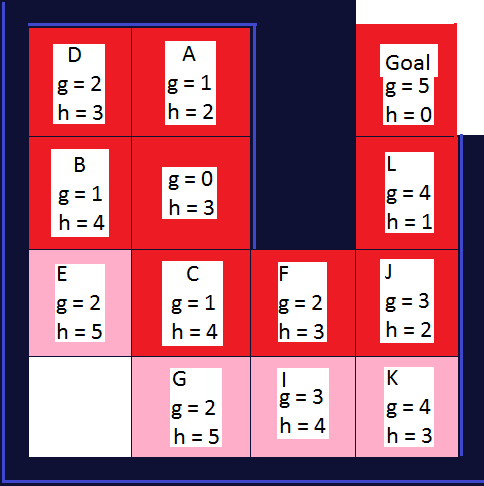 D
g = 2
h = 3
A
g = 1
h = 2
Goal
g = 5
h = 0
B
g = 1
h = 4
g = 0
h = 3
L
g = 4
h = 1
E
g = 2
h = 5
C
g = 1
h = 4
F
g = 2
h = 3
J
g = 3
h = 2
G
g = 2
h = 5
I
g = 3
h = 4
K
g = 4
h = 3